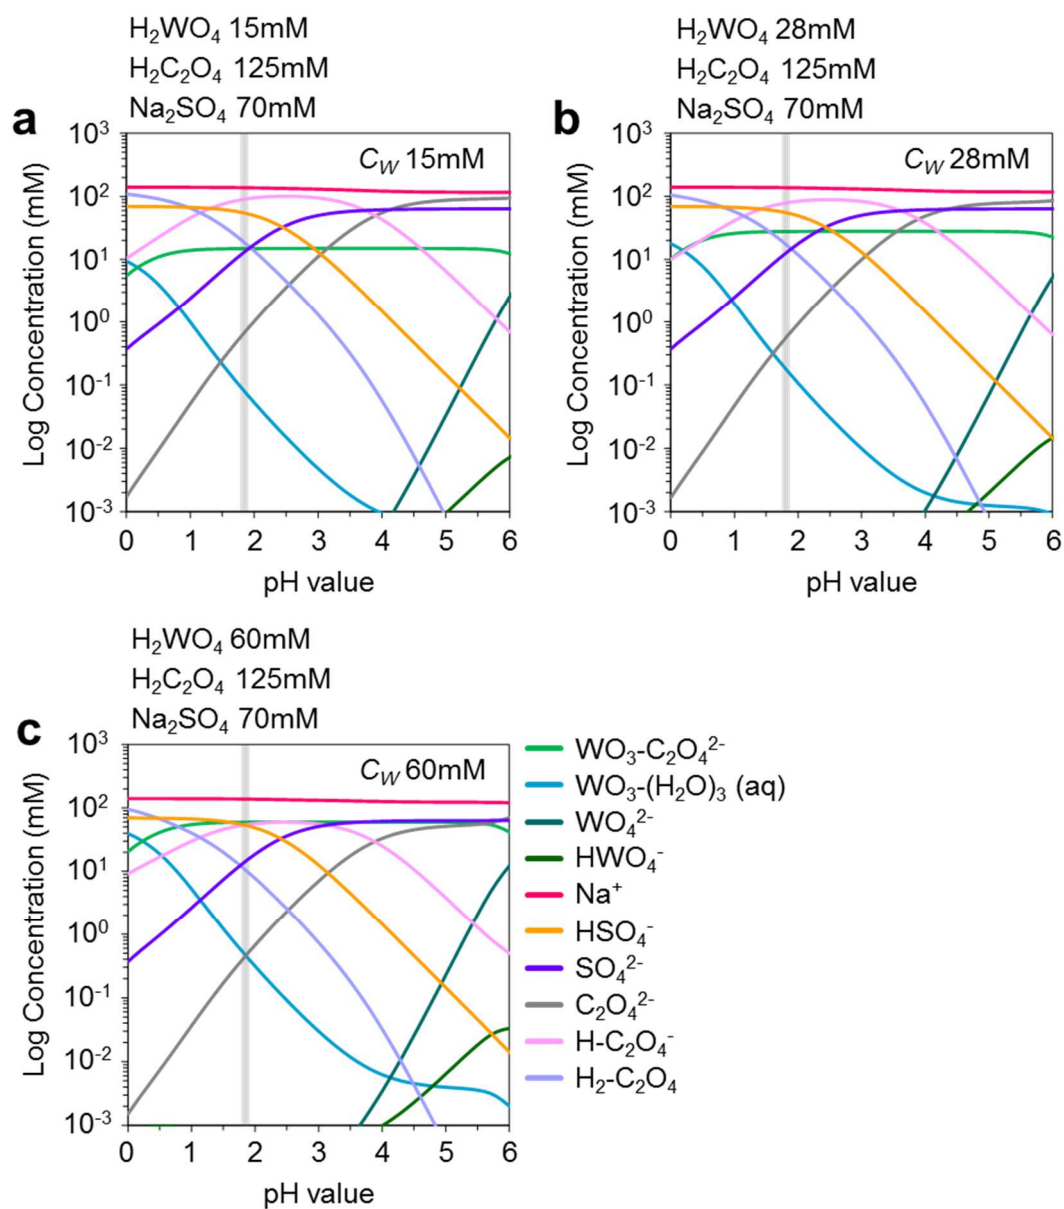 H₂WO₄ 15mM
H₂C₂O₄ 125mM
Na₂SO₄ 70mM
a
C_W 15mM
Log Concentration (mM)
10³
10²
10¹
10⁰
10⁻¹
10⁻²
10⁻³
0 1 2 3 4 5 6
pH value
H₂WO₄ 28mM
H₂C₂O₄ 125mM
Na₂SO₄ 70mM
b
C_W 28mM
Log Concentration (mM)
10³
10²
10¹
10⁰
10⁻¹
10⁻²
10⁻³
0 1 2 3 4 5 6
pH value
H₂WO₄ 60mM
H₂C₂O₄ 125mM
Na₂SO₄ 70mM
c
C_W 60mM
Log Concentration (mM)
10³
10²
10¹
10⁰
10⁻¹
10⁻²
10⁻³
0 1 2 3 4 5 6
pH value
WO₃-C₂O₄²⁻
WO₃-(H₂O)₃ (aq)
WO₄²⁻
HWO₄⁻
Na⁺
HSO₄⁻
SO₄²⁻
C₂O₄²⁻
H-C₂O₄⁻
H₂-C₂O₄